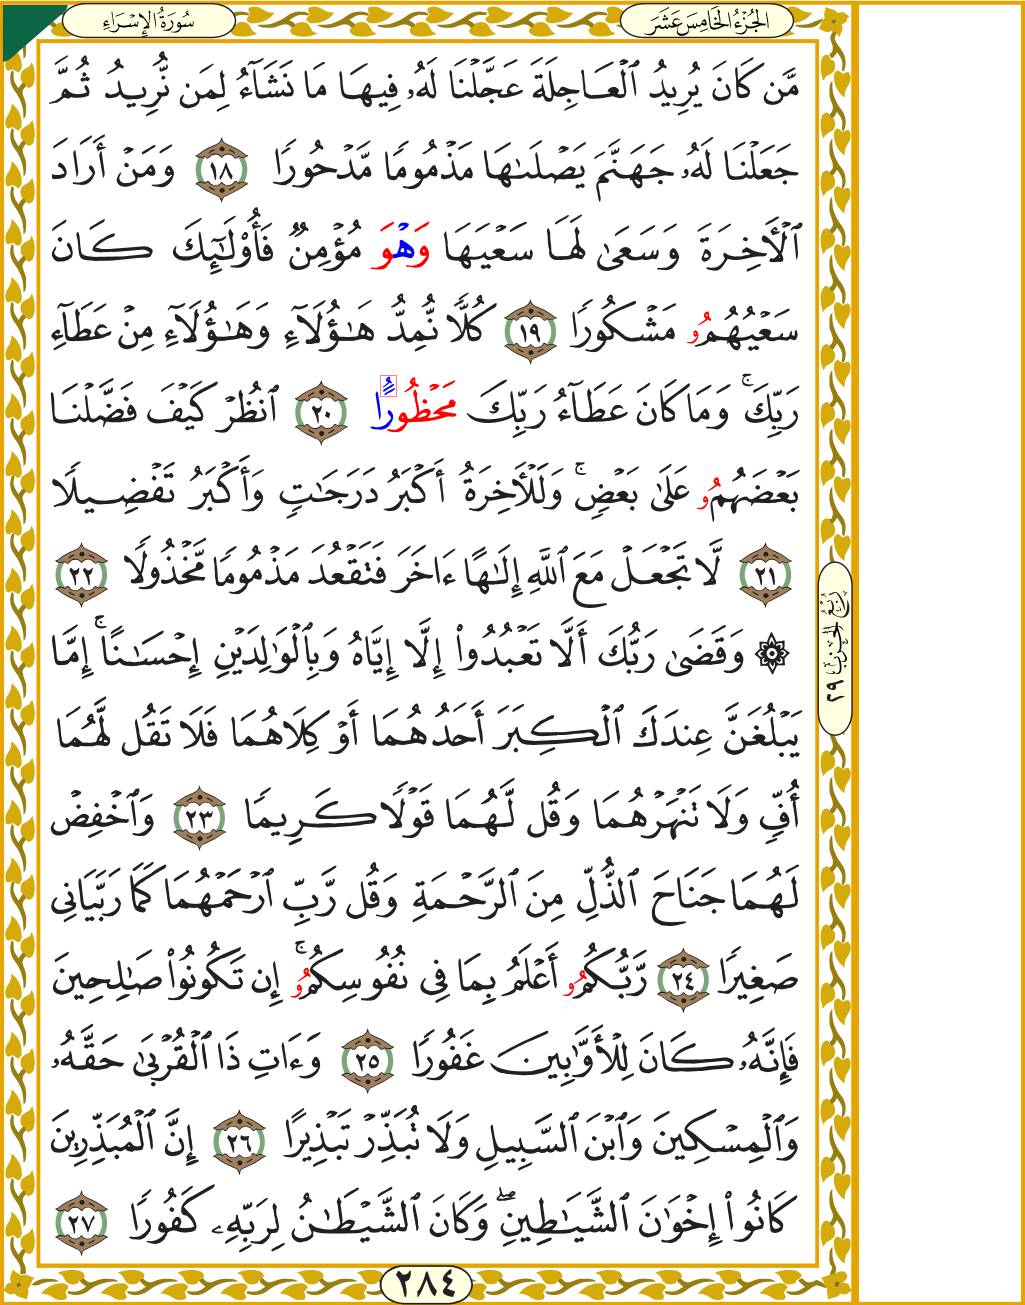 الجُزْءُ الخَامِسَ عَشَرَ
سُورَةُ الإِسْرَاءِ
مَّن كَانَ يُرِيدُ ٱلْعَاجِلَةَ عَجَّلْنَا لَهُۥ فِيهَا مَا نَشَآءُ لِمَن نُّرِيدُ ثُمَّ
جَعَلْنَا لَهُۥ جَهَنَّمَ يَصْلَىٰهَا مَذْمُومًا مَّدْحُورًا ١٨ وَمَنْ أَرَادَ
ٱلْأَخِرَةَ وَسَعَىٰ لَهَا سَعْيَهَا وَهْوَ مُؤْمِنٌ فَأُو۟لَٰٓئِكَ كَانَ
سَعْيُهُمُۥ مَشْكُورًا ١٩ كُلًّا نُّمِدُّ هَٰٓؤُلَآءِ وَهَٰٓؤُلَآءِ مِنْ عَطَآءِ
رَبِّكَ ۚ وَمَا كَانَ عَطَآءُ رَبِّكَ مَحْظُورًا ٢٠ ٱنظُرْ كَيْفَ فَضَّلْنَا
بَعْضَهُمُۥ عَلَىٰ بَعْضٍ ۚ وَلَلْأَخِرَةُ أَكْبَرُ دَرَجَٰتٍ وَأَكْبَرُ تَفْضِيلًا
٢١ لَّا تَجْعَلْ مَعَ ٱللَّهِ إِلَٰهًا ءَاخَرَ فَتَقْعُدَ مَذْمُومًا مَّخْذُولًا ٢٢
۞ وَقَضَىٰ رَبُّكَ أَلَّا تَعْبُدُوا۟ إِلَّا إِيَّاهُ وَبِٱلْوَٰلِدَيْنِ إِحْسَٰنًا ۚ إِمَّا
يَبْلُغَنَّ عِندَكَ ٱلْكِبَرَ أَحَدُهُمَا أَوْ كِلَاهُمَا فَلَا تَقُل لَّهُمَا
أُفٍّ وَلَا تَنْهَرْهُمَا وَقُل لَّهُمَا قَوْلًا كَرِيمًا ٢٣ وَٱخْفِضْ
لَهُمَا جَنَاحَ ٱلذُّلِّ مِنَ ٱلرَّحْمَةِ وَقُل رَّبِّ ٱرْحَمْهُمَا كَمَا رَبَّيَانِى
صَغِيرًا ٢٤ رَّبُّكُمُۥ أَعْلَمُ بِمَا فِى نُفُوسِكُمُۥ ۚ إِن تَكُونُوا۟ صَٰلِحِينَ
فَإِنَّهُۥ كَانَ لِلْأَوَّٰبِينَ غَفُورًا ٢٥ وَءَاتِ ذَا ٱلْقُرْبَىٰ حَقَّهُۥ
وَٱلْمِسْكِينَ وَٱبْنَ ٱلسَّبِيلِ وَلَا تُبَذِّرْ تَبْذِيرًا ٢٦ إِنَّ ٱلْمُبَذِّرِينَ
كَانُوا۟ إِخْوَٰنَ ٱلشَّيَٰطِينِ ۖ وَكَانَ ٱلشَّيْطَٰنُ لِرَبِّهِۦ كَفُورًا ٢٧
رُبْعُ الحِزْبِ ٢٩
٢٨٤